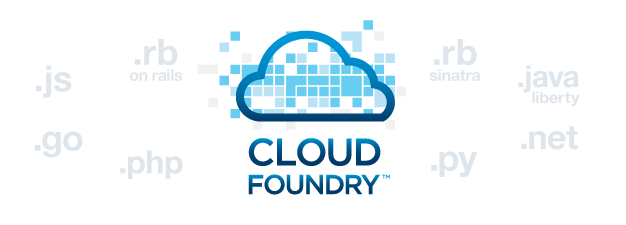 .js
.rb
on rails
.go
.php
CLOUD
FOUNDRY™
.rb
sinatra
.java
liberty
.py
.net